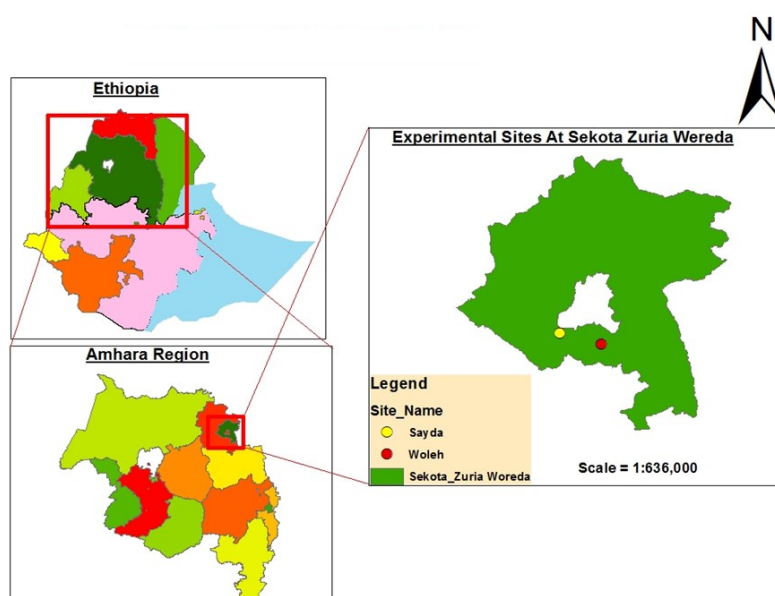 N
Ethiopia
Experimental Sites At Sekota Zuria Wereda
Amhara Region
Legend
Site_Name
Sayda
Woleh
Sekota_Zuria Woreda
Scale = 1:636,000